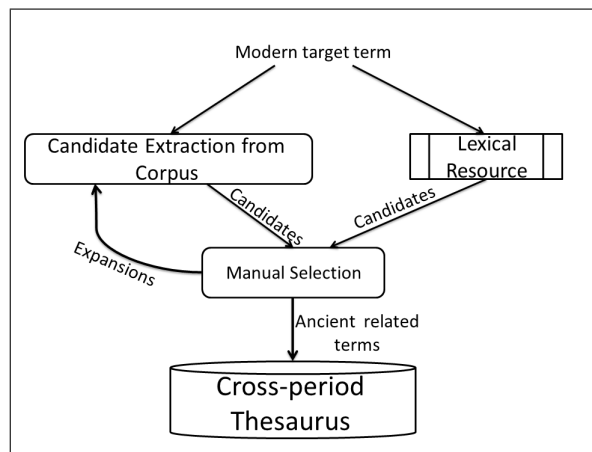 Modern target term
Candidate Extraction from
Corpus
Lexical
Resource
Candidates
Candidates
Expansions
Manual Selection
Ancient related
terms
Cross-period
Thesaurus